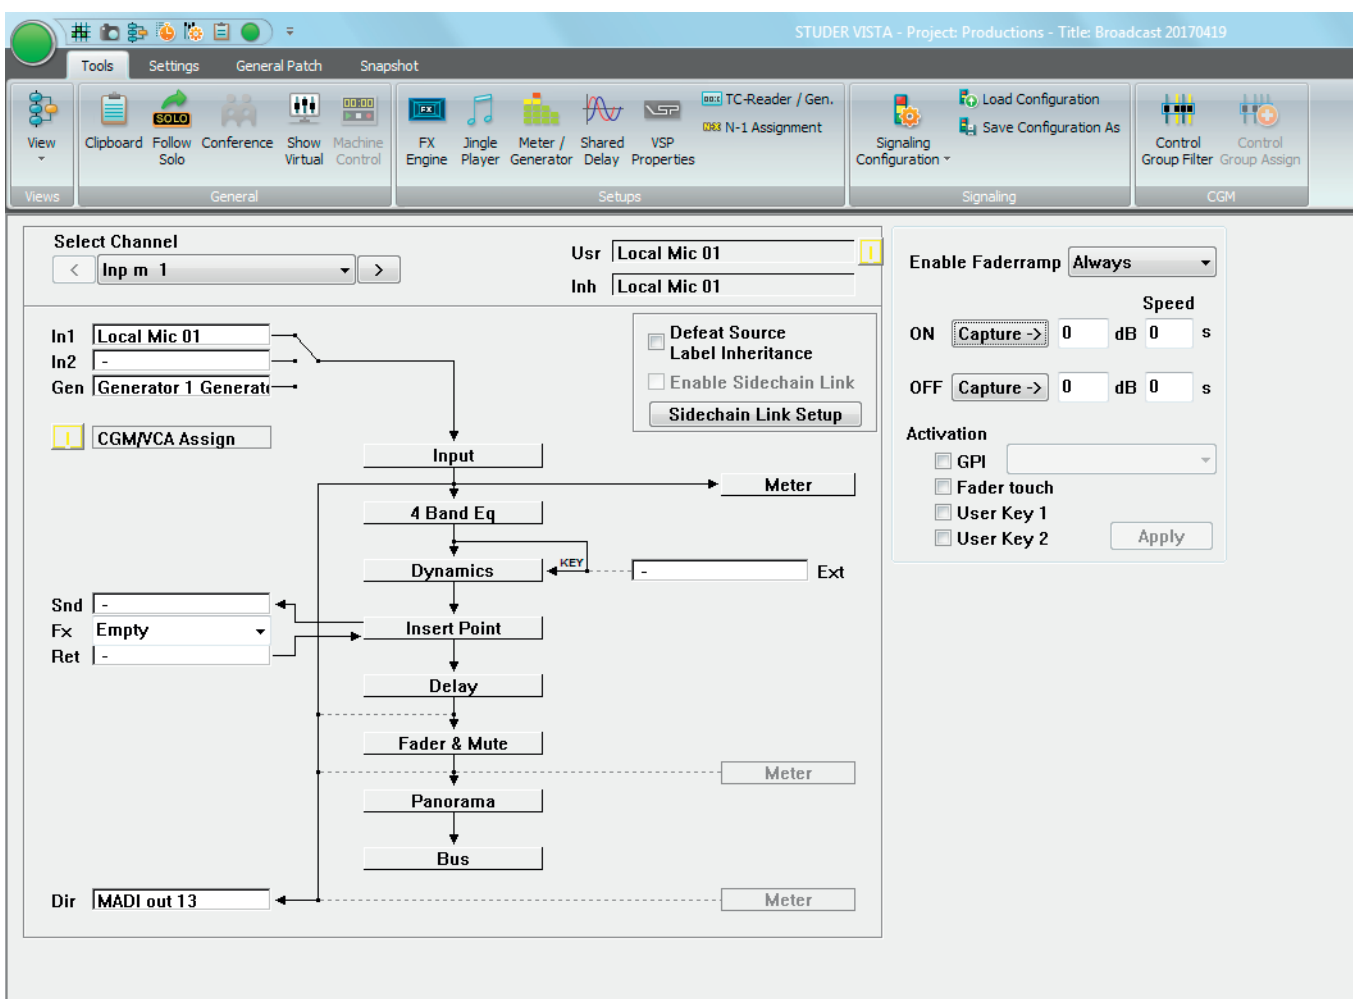 STUDER VISTA - Project: Productions - Title: Broadcast 20170419
Tools Settings General Patch Snapshot
View
Views
Clipboard
Follow
Solo
SOLO
Conference
Show
Virtual
00:00
Machine
Control
General
FX
FX
Engine
Jingle
Player
Meter /
Generator
Shared
Delay
VSP
VSP
Properties
TC-Reader / Gen.
N-1 Assignment
Setups
Signaling
Configuration
Load Configuration
Save Configuration As
Signaling
Control
Group Filter
Control
Group Assign
CGM
Select Channel
< Inp m 1 >
Usr Local Mic 01
Inh Local Mic 01
In1 Local Mic 01
In2 -
Gen Generator 1 Generat
CGM/VCA Assign
Defeat Source
Label Inheritance
Enable Sidechain Link
Sidechain Link Setup
Input
Meter
4 Band Eq
Dynamics
KEY
- Ext
Snd -
Fx Empty
Ret -
Insert Point
Delay
Fader & Mute
Meter
Panorama
Bus
Dir MADI out 13
Meter
Enable Faderramp Always
Speed
ON Capture -> 0 dB 0 s
OFF Capture -> 0 dB 0 s
Activation
GPI
Fader touch
User Key 1
User Key 2
Apply